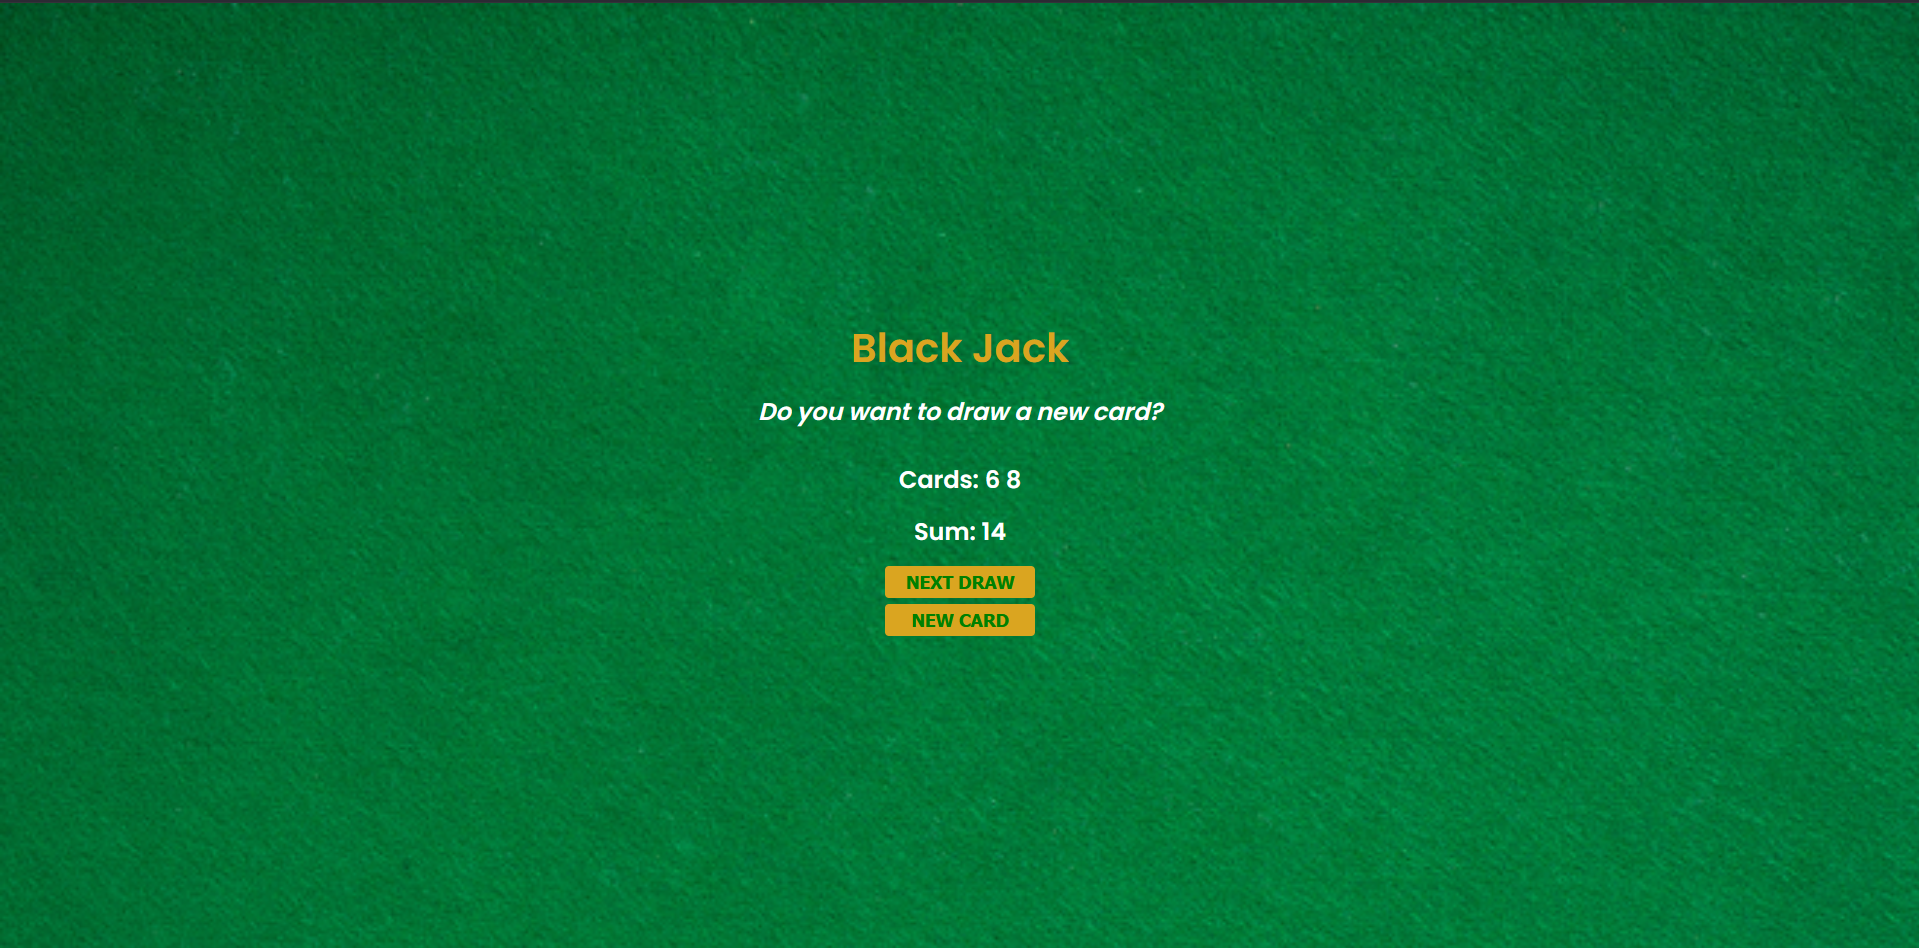 Black Jack
Do you want to draw a new card?
Cards: 6 8
Sum: 14
NEXT DRAW
NEW CARD